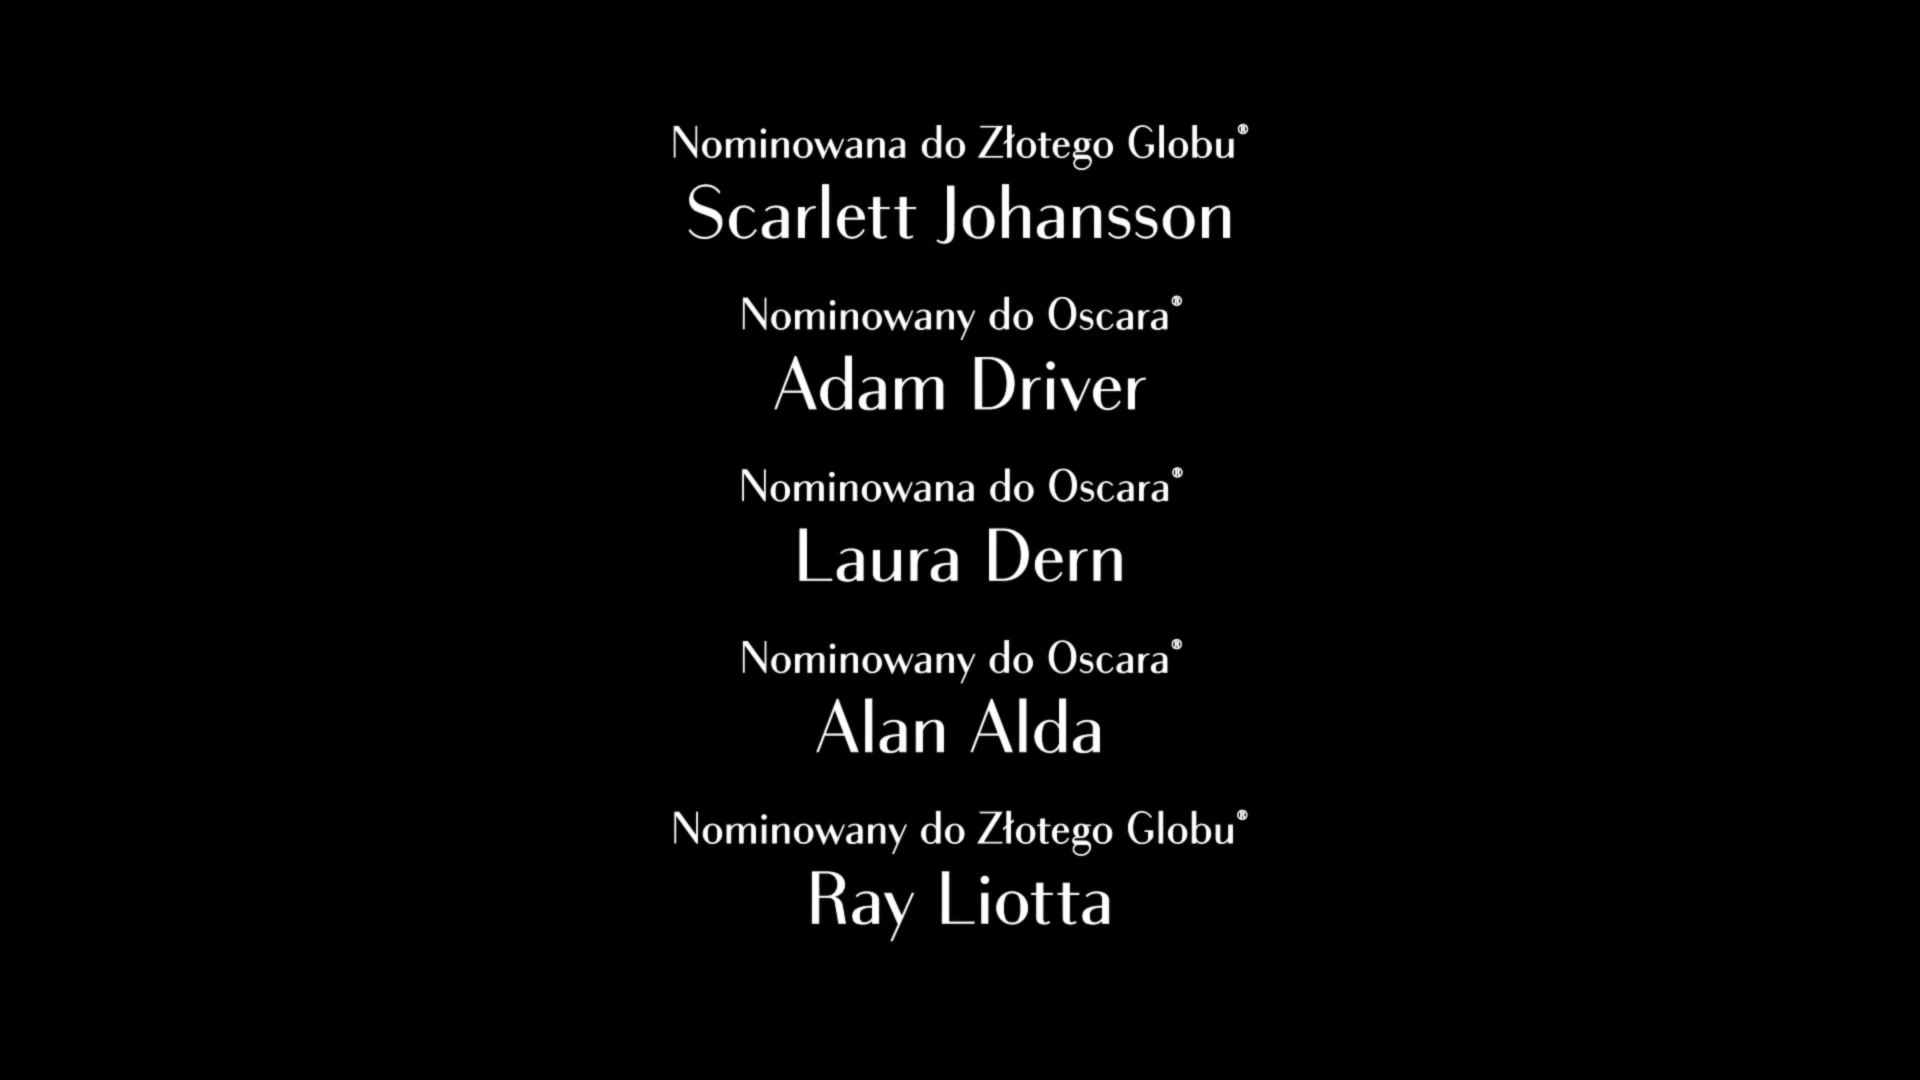 Nominowana do Złotego Globu®
Scarlett Johansson
Nominowany do Oscara®
Adam Driver
Nominowana do Oscara®
Laura Dern
Nominowany do Oscara®
Alan Alda
Nominowany do Złotego Globu®
Ray Liotta